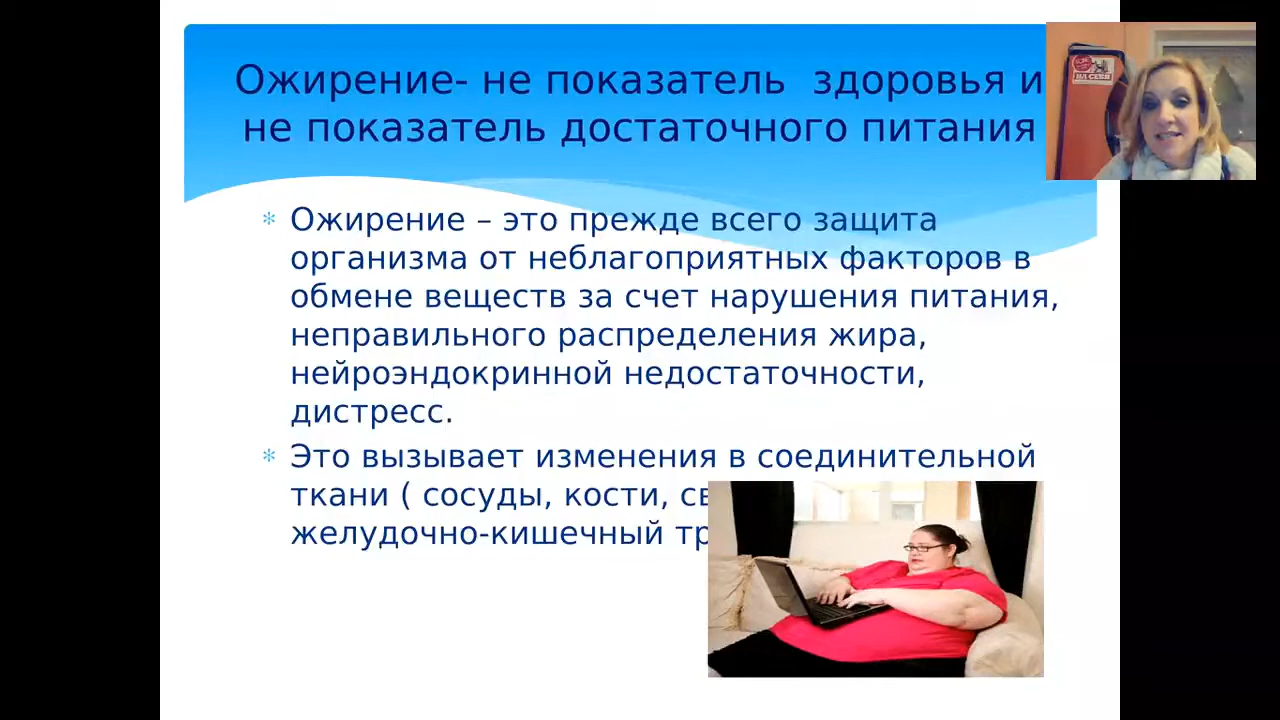 Ожирение- не показатель здоровья и
не показатель достаточного питания
Ожирение – это прежде всего защита
организма от неблагоприятных факторов в
обмене веществ за счет нарушения питания,
неправильного распределения жира,
нейроэндокринной недостаточности,
дистресс.
Это вызывает изменения в соединительной
ткани ( сосуды, кости, св
желудочно-кишечный тр
НА СЕБЯ